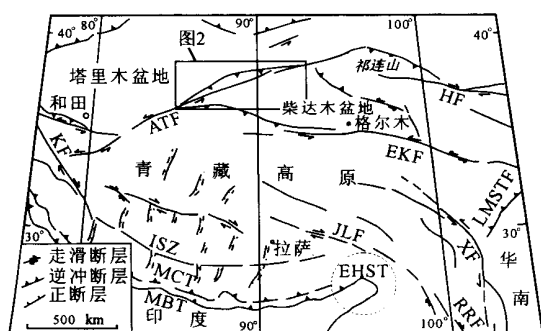 40° 80° 90° 100° 40°
图2
塔里木盆地
祁连山
和田
柴达木盆地
HF
ATF
格尔木
KF
EKF
青藏高原
LMSTF
30°
ISZ
拉萨
JLF
XF
30°
走滑断层
MCT
EHST
华南
逆冲断层
MBT
正断层
印度
RRF
500 km
90°
100°